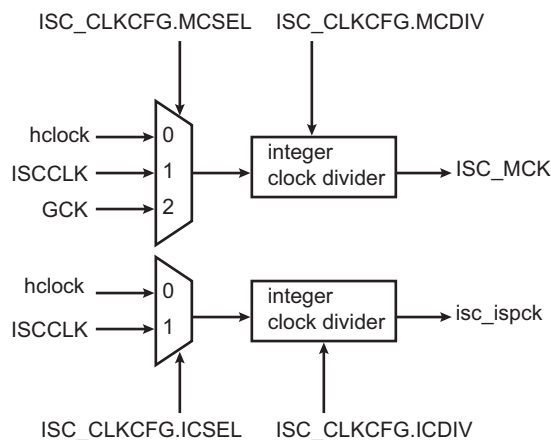 ISC_CLKCFG.MCSEL
ISC_CLKCFG.MCDIV
hclock
0
ISCCLK
1
GCK
2
integer
clock divider
ISC_MCK
hclock
0
ISCCLK
1
integer
clock divider
isc_ispck
ISC_CLKCFG.ICSEL
ISC_CLKCFG.ICDIV